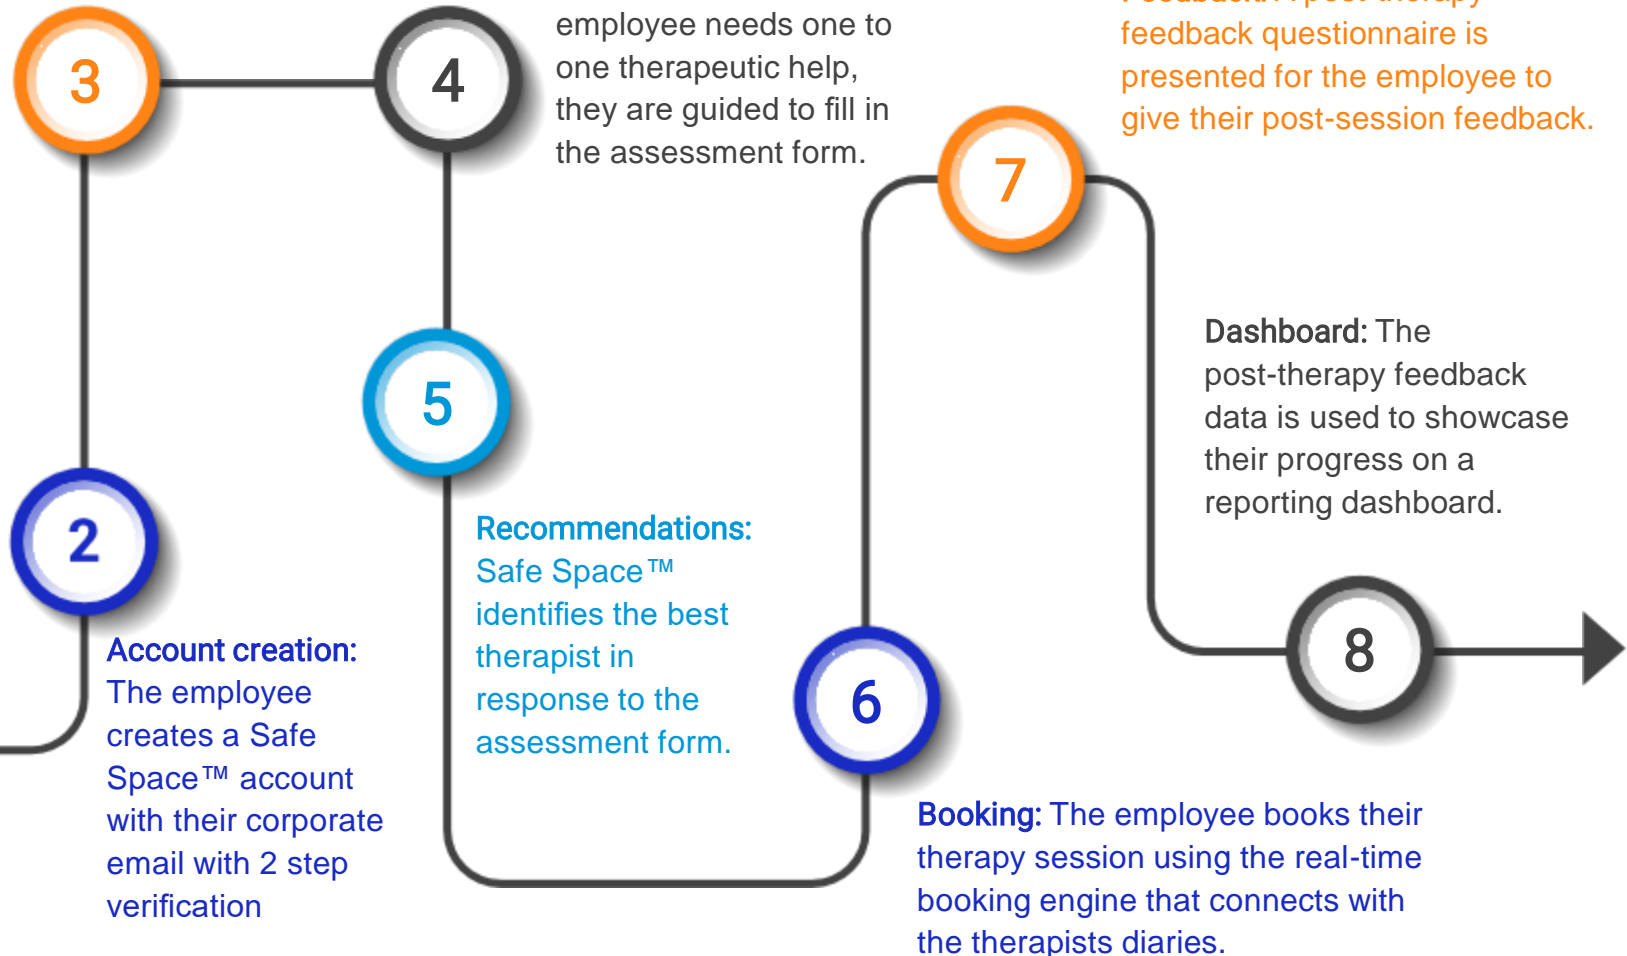 3
4
employee needs one to
one therapeutic help,
they are guided to fill in
the assessment form.
feedback questionnaire is
presented for the employee to
give their post-session feedback.
7
5
Dashboard: The
post-therapy feedback
data is used to showcase
their progress on a
reporting dashboard.
2
Recommendations:
Safe Space™
identifies the best
therapist in
response to the
assessment form.
Account creation:
The employee
creates a Safe
Space™ account
with their corporate
email with 2 step
verification
6
8
Booking: The employee books their
therapy session using the real-time
booking engine that connects with
the therapists diaries.